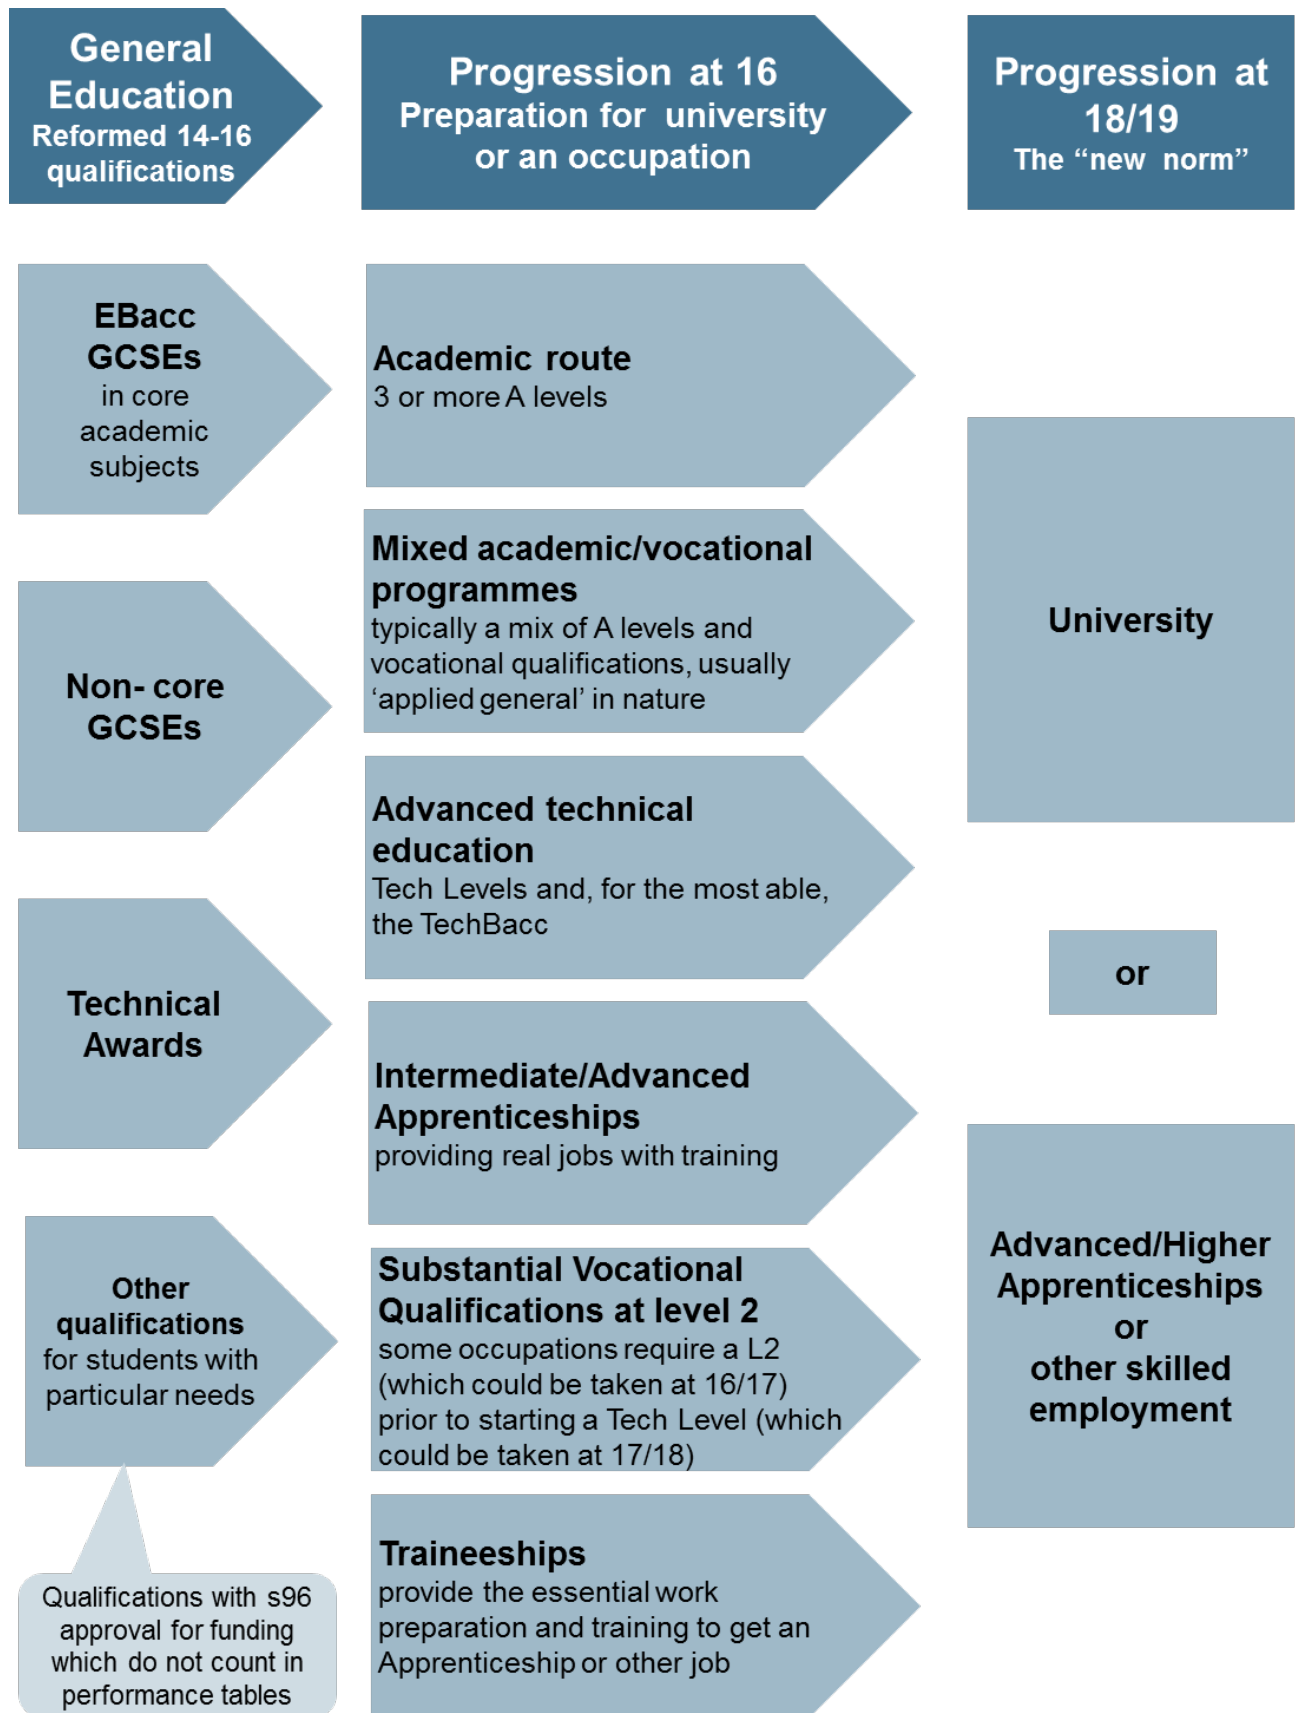 General
Education
Reformed 14-16
qualifications
Progression at 16
Preparation for university
or an occupation
Progression at
18/19
The “new norm”
EBacc
GCSEs
in core
academic
subjects
Non- core
GCSEs
Technical
Awards
Other
qualifications
for students with
particular needs
Qualifications with s96
approval for funding
which do not count in
performance tables
Academic route
3 or more A levels
Mixed academic/vocational
programmes
typically a mix of A levels and
vocational qualifications, usually
‘applied general’ in nature
Advanced technical
education
Tech Levels and, for the most able,
the TechBacc
Intermediate/Advanced
Apprenticeships
providing real jobs with training
Substantial Vocational
Qualifications at level 2
some occupations require a L2
(which could be taken at 16/17)
prior to starting a Tech Level (which
could be taken at 17/18)
Traineeships
provide the essential work
preparation and training to get an
Apprenticeship or other job
University
or
Advanced/Higher
Apprenticeships
or
other skilled
employment